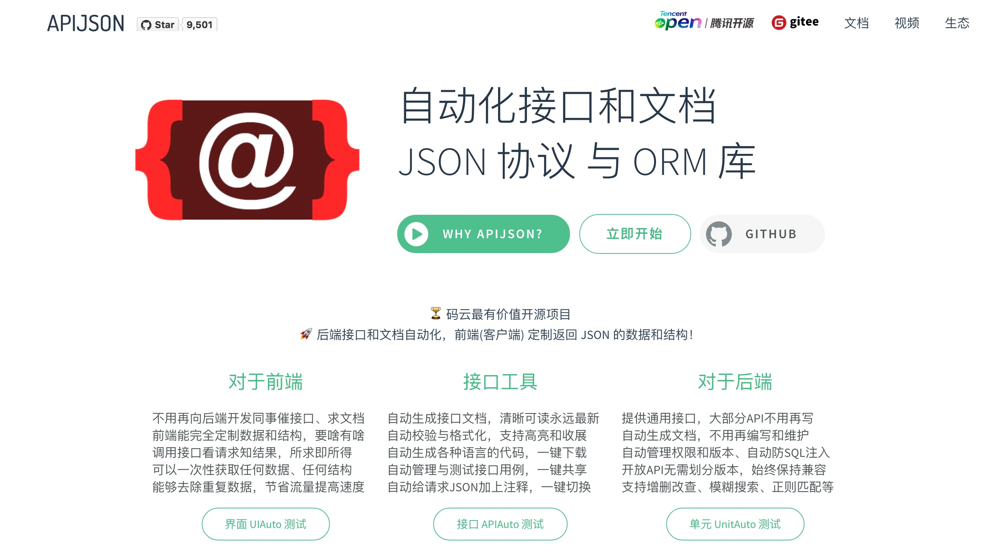 APIJSON Star 9,501 Tencent open 腾讯开源 G gitee 文档 视频 生态
@
自动化接口和文档
JSON 协议 与 ORM 库
WHY APIJSON? 立即开始 GITHUB
🏆 码云最有价值开源项目
🚀 后端接口和文档自动化，前端(客户端) 定制返回 JSON 的数据和结构！
对于前端
不用再向后端开发同事催接口、求文档
前端能完全定制数据和结构，要啥有啥
调用接口看请求知结果，所求即所得
可以一次性获取任何数据、任何结构
能够去除重复数据，节省流量提高速度
界面 UIAuto 测试
接口工具
自动生成接口文档，清晰可读永远最新
自动校验与格式化，支持高亮和收展
自动生成各种语言的代码，一键下载
自动管理与测试接口用例，一键共享
自动给请求JSON加上注释，一键切换
接口 APIAuto 测试
对于后端
提供通用接口，大部分API不用再写
自动生成文档，不用再编写和维护
自动管理权限和版本、自动防SQL注入
开放API无需划分版本，始终保持兼容
支持增删改查、模糊搜索、正则匹配等
单元 UnitAuto 测试